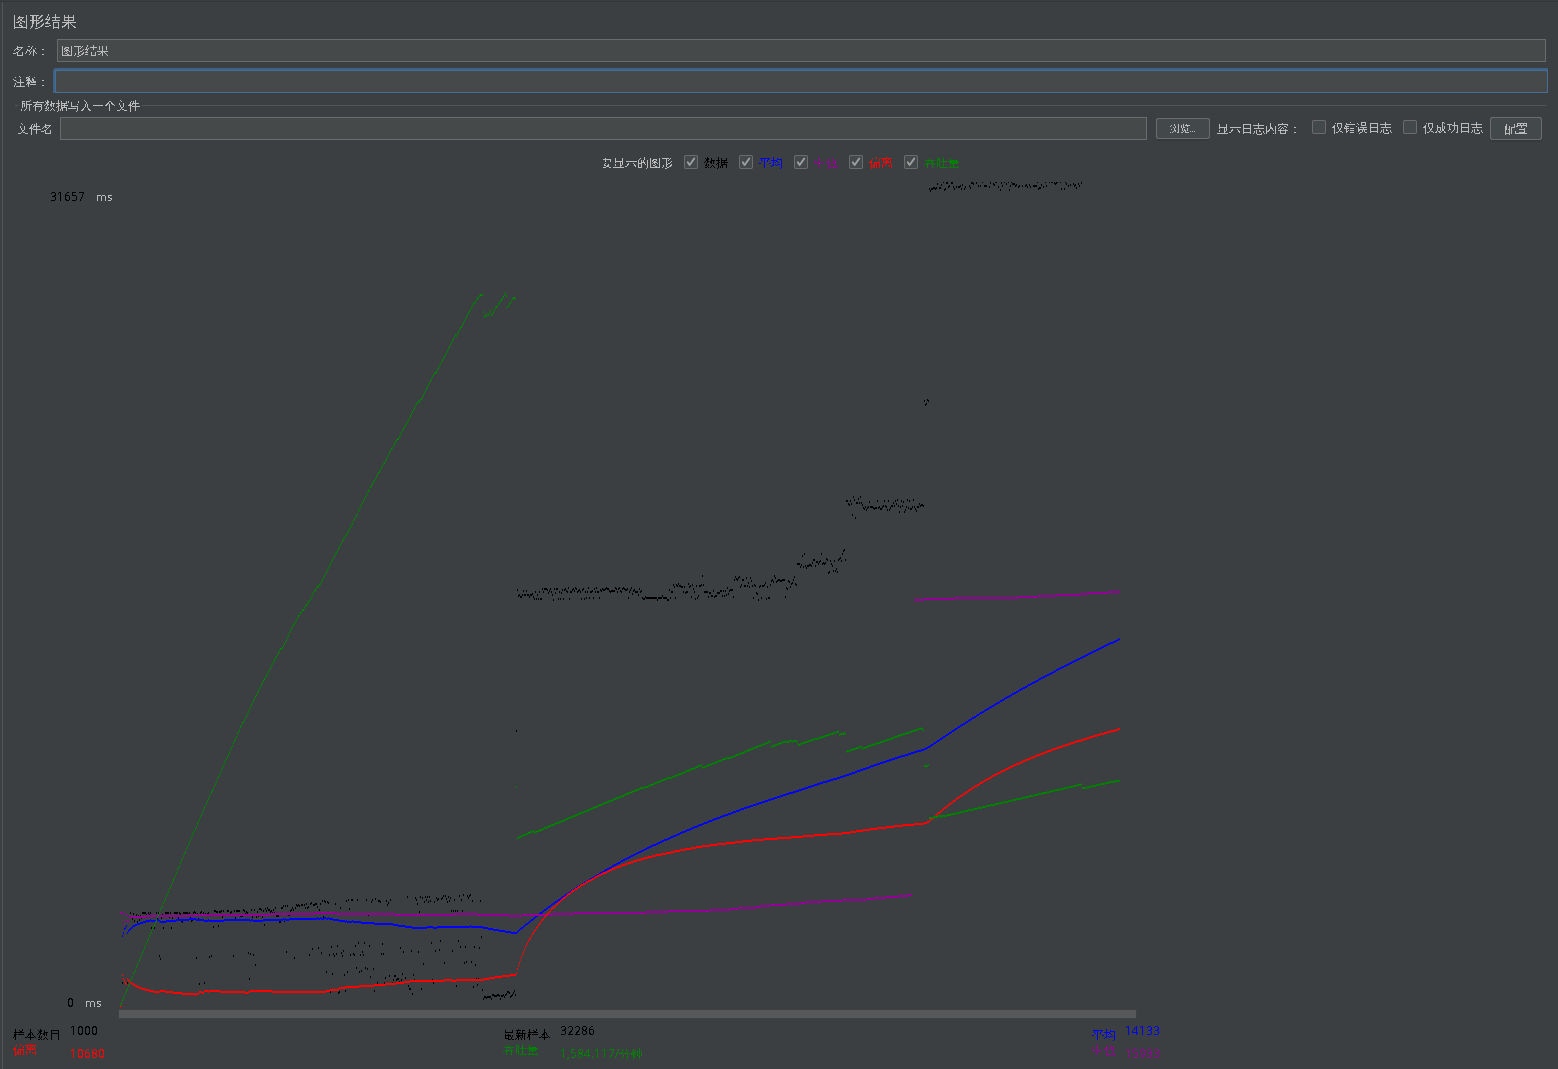 图形结果
名称： 图形结果
注释：
所有数据写入一个文件
文件名 浏览... 显示日志内容： 仅错误日志 仅成功日志 配置
要显示的图形 数据 平均 偏离 吞吐量
31657 ms
0 ms
样本数目 1000 最新样本 32286 平均 14133
偏离 10680 吞吐量 1,584.117/分钟